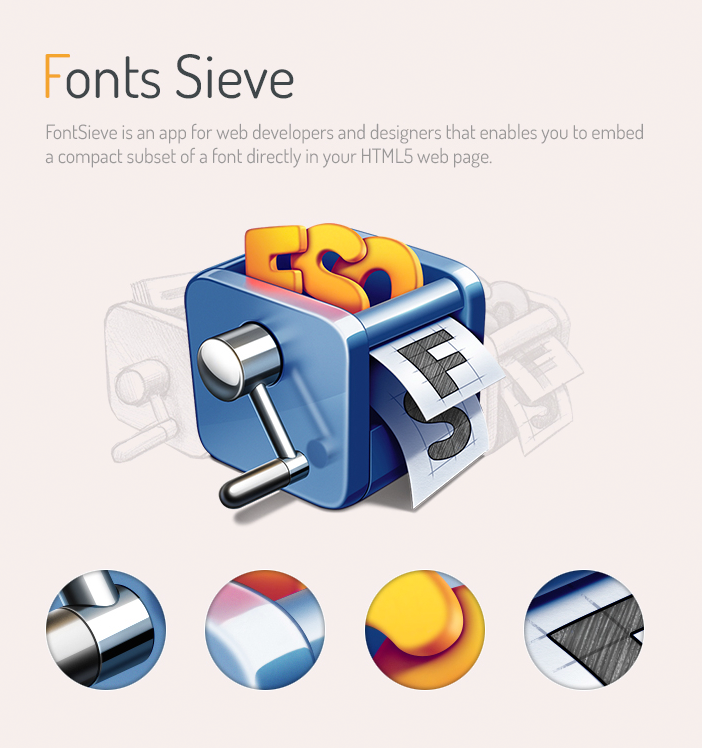 Fonts Sieve
FontSieve is an app for web developers and designers that enables you to embed
a compact subset of a font directly in your HTML5 web page.
F
S